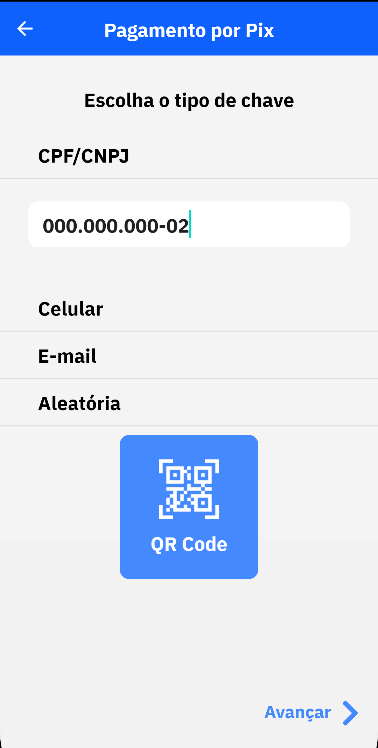 Pagamento por Pix
Escolha o tipo de chave
CPF/CNPJ
000.000.000-02
Celular
E-mail
Aleatória
QR Code
Avançar